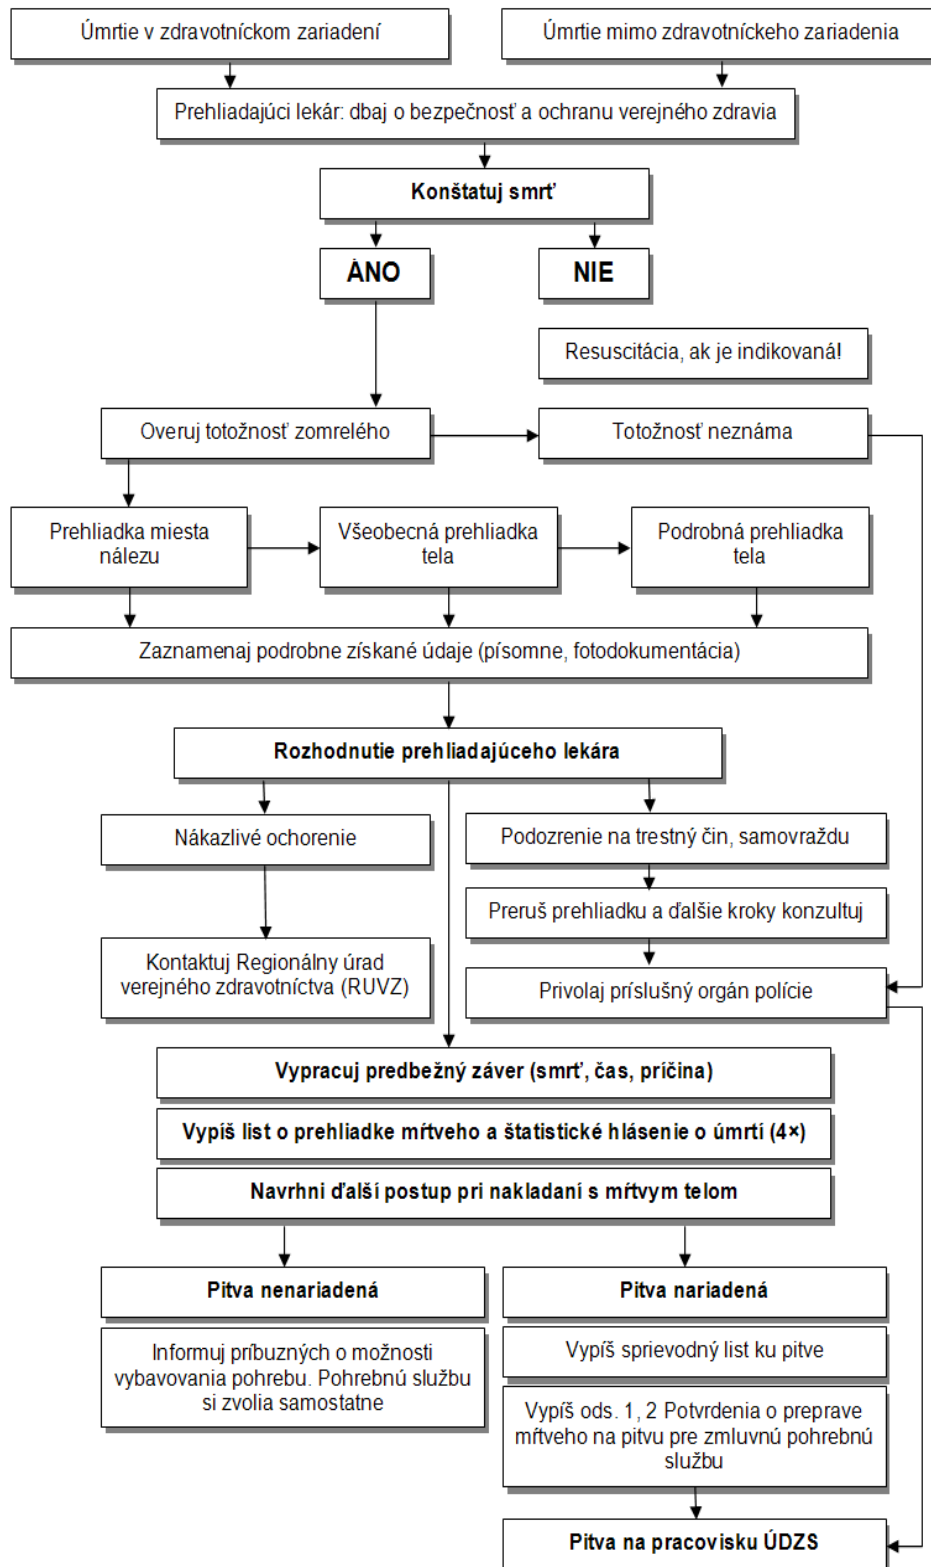 Úmrtie v zdravotníckom zariadení
Úmrtie mimo zdravotníckeho zariadenia
Prehliadajúci lekár: dbaj o bezpečnosť a ochranu verejného zdravia
Konštatuj smrť
ÁNO
NIE
Resuscitácia, ak je indikovaná!
Overuj totožnosť zomrelého
Totožnosť neznáma
Prehliadka miesta
nálezu
Všeobecná prehliadka
tela
Podrobná prehliadka
tela
Zaznamenaj podrobne získané údaje (písomne, fotodokumentácia)
Rozhodnutie prehliadajúceho lekára
Nákazlivé ochorenie
Podozrenie na trestný čin, samovraždu
Preruš prehliadku a ďalšie kroky konzultuj
Kontaktuj Regionálny úrad
verejného zdravotníctva (RUVZ)
Privolaj príslušný orgán polície
Vypracuj predbežný záver (smrť, čas, príčina)
Vypíš list o prehliadke mŕtveho a štatistické hlásenie o úmrtí (4×)
Navrhni ďalší postup pri nakladaní s mŕtvym telom
Pitva nenariadená
Pitva nariadená
Informuj príbuzných o možnosti
vybavovania pohrebu. Pohrebnú službu
si zvolia samostatne
Vypíš sprievodný list ku pitve
Vypíš ods. 1, 2 Potvrdenia o preprave
mŕtveho na pitvu pre zmluvnú pohrebnú
službu
Pitva na pracovisku ÚDZS